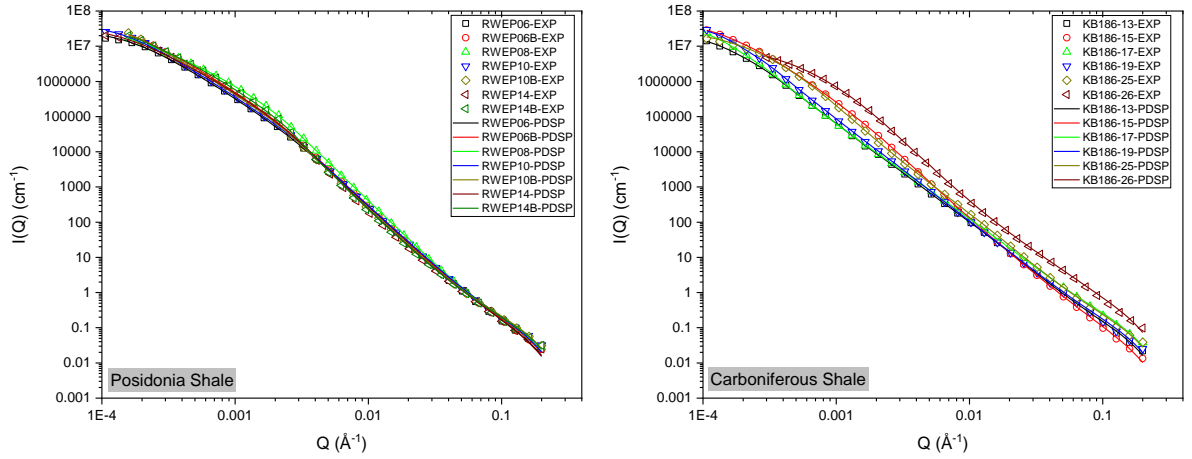 1E8
1E7
1000000
100000
10000
1000
100
10
1
0.1
0.01
0.001
I(Q) (cm⁻¹)
RWEP06-EXP
RWEP06B-EXP
RWEP08-EXP
RWEP10-EXP
RWEP10B-EXP
RWEP14-EXP
RWEP14B-EXP
RWEP06-PDSP
RWEP06B-PDSP
RWEP08-PDSP
RWEP10-PDSP
RWEP10B-PDSP
RWEP14-PDSP
RWEP14B-PDSP
Posidonia Shale
1E-4 0.001 0.01 0.1
Q (Å⁻¹)
1E8
1E7
1000000
100000
10000
1000
100
10
1
0.1
0.01
0.001
I(Q) (cm⁻¹)
KB186-13-EXP
KB186-15-EXP
KB186-17-EXP
KB186-19-EXP
KB186-25-EXP
KB186-26-EXP
KB186-13-PDSP
KB186-15-PDSP
KB186-17-PDSP
KB186-19-PDSP
KB186-25-PDSP
KB186-26-PDSP
Carboniferous Shale
1E-4 0.001 0.01 0.1
Q (Å⁻¹)